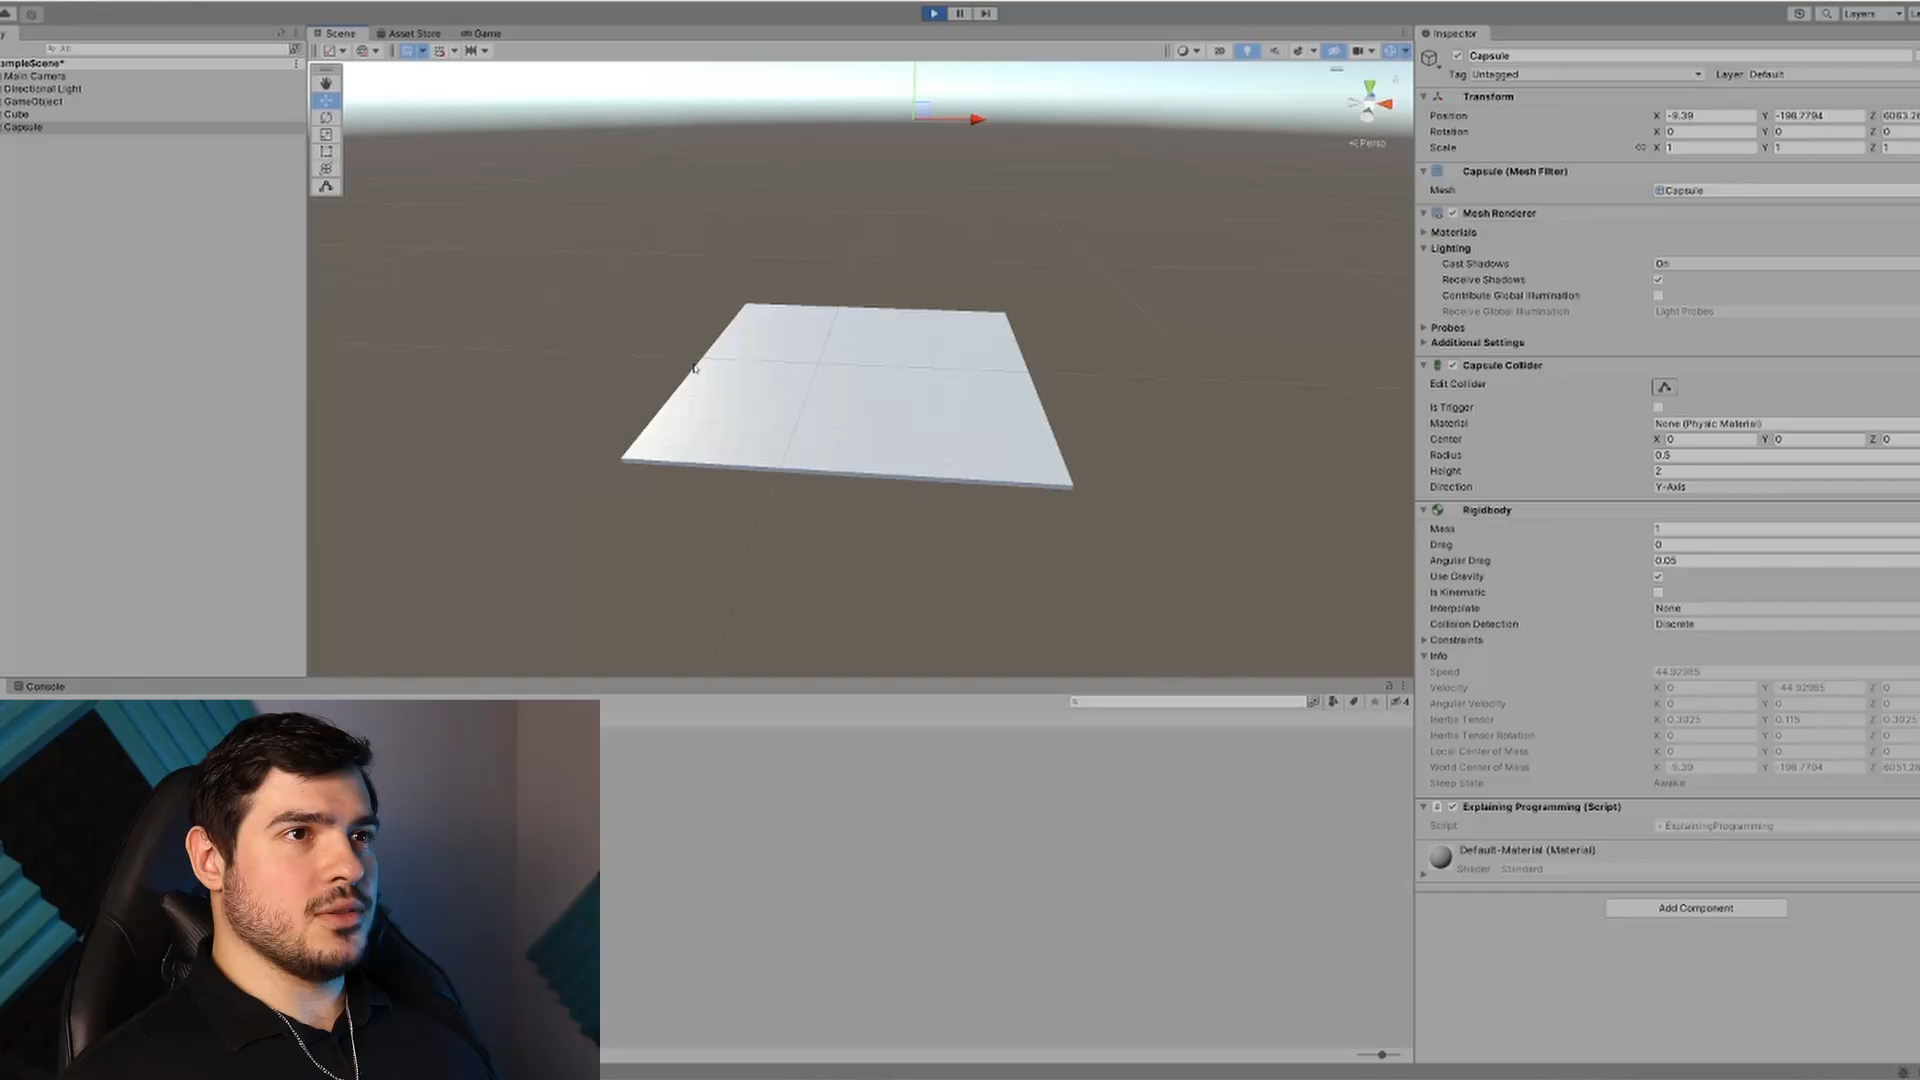 Layers
Scene
Asset Store
Game
All
ampleScene*
Main Camera
Directional Light
GameObject
Cube
Capsule
2D
Persp
Console
4
Inspector
Capsule
Tag Untagged Layer Default
Transform
Position X -9.39 Y -198.7794 Z
Rotation X 0 Y 0 Z 0
Scale X 1 Y 1 Z 1
Capsule (Mesh Filter)
Mesh Capsule
Mesh Renderer
Materials
Lighting
Cast Shadows On
Receive Shadows
Contribute Global Illumination
Receive Global Illumination Light Probes
Probes
Additional Settings
Capsule Collider
Edit Collider
Is Trigger
Material None (Physic Material)
Center X 0 Y 0 Z 0
Radius 0.5
Height 2
Direction Y-Axis
Rigidbody
Mass 1
Drag 0
Angular Drag 0.05
Use Gravity
Is Kinematic
Interpolate None
Collision Detection Discrete
Constraints
Info
Speed 44.92985
Velocity X 0 Y -44.92985 Z 0
Angular Velocity X 0 Y 0 Z 0
Inertia Tensor X 0.3025 Y 0.115 Z 0.3025
Inertia Tensor Rotation X 0 Y 0 Z 0
Local Center of Mass X 0 Y 0 Z 0
World Center of Mass X -9.39 Y -198.7794 Z
Sleep State Awake
Explaining Programming (Script)
Script ExplainingProgramming
Default-Material (Material)
Shader Standard
Add Component